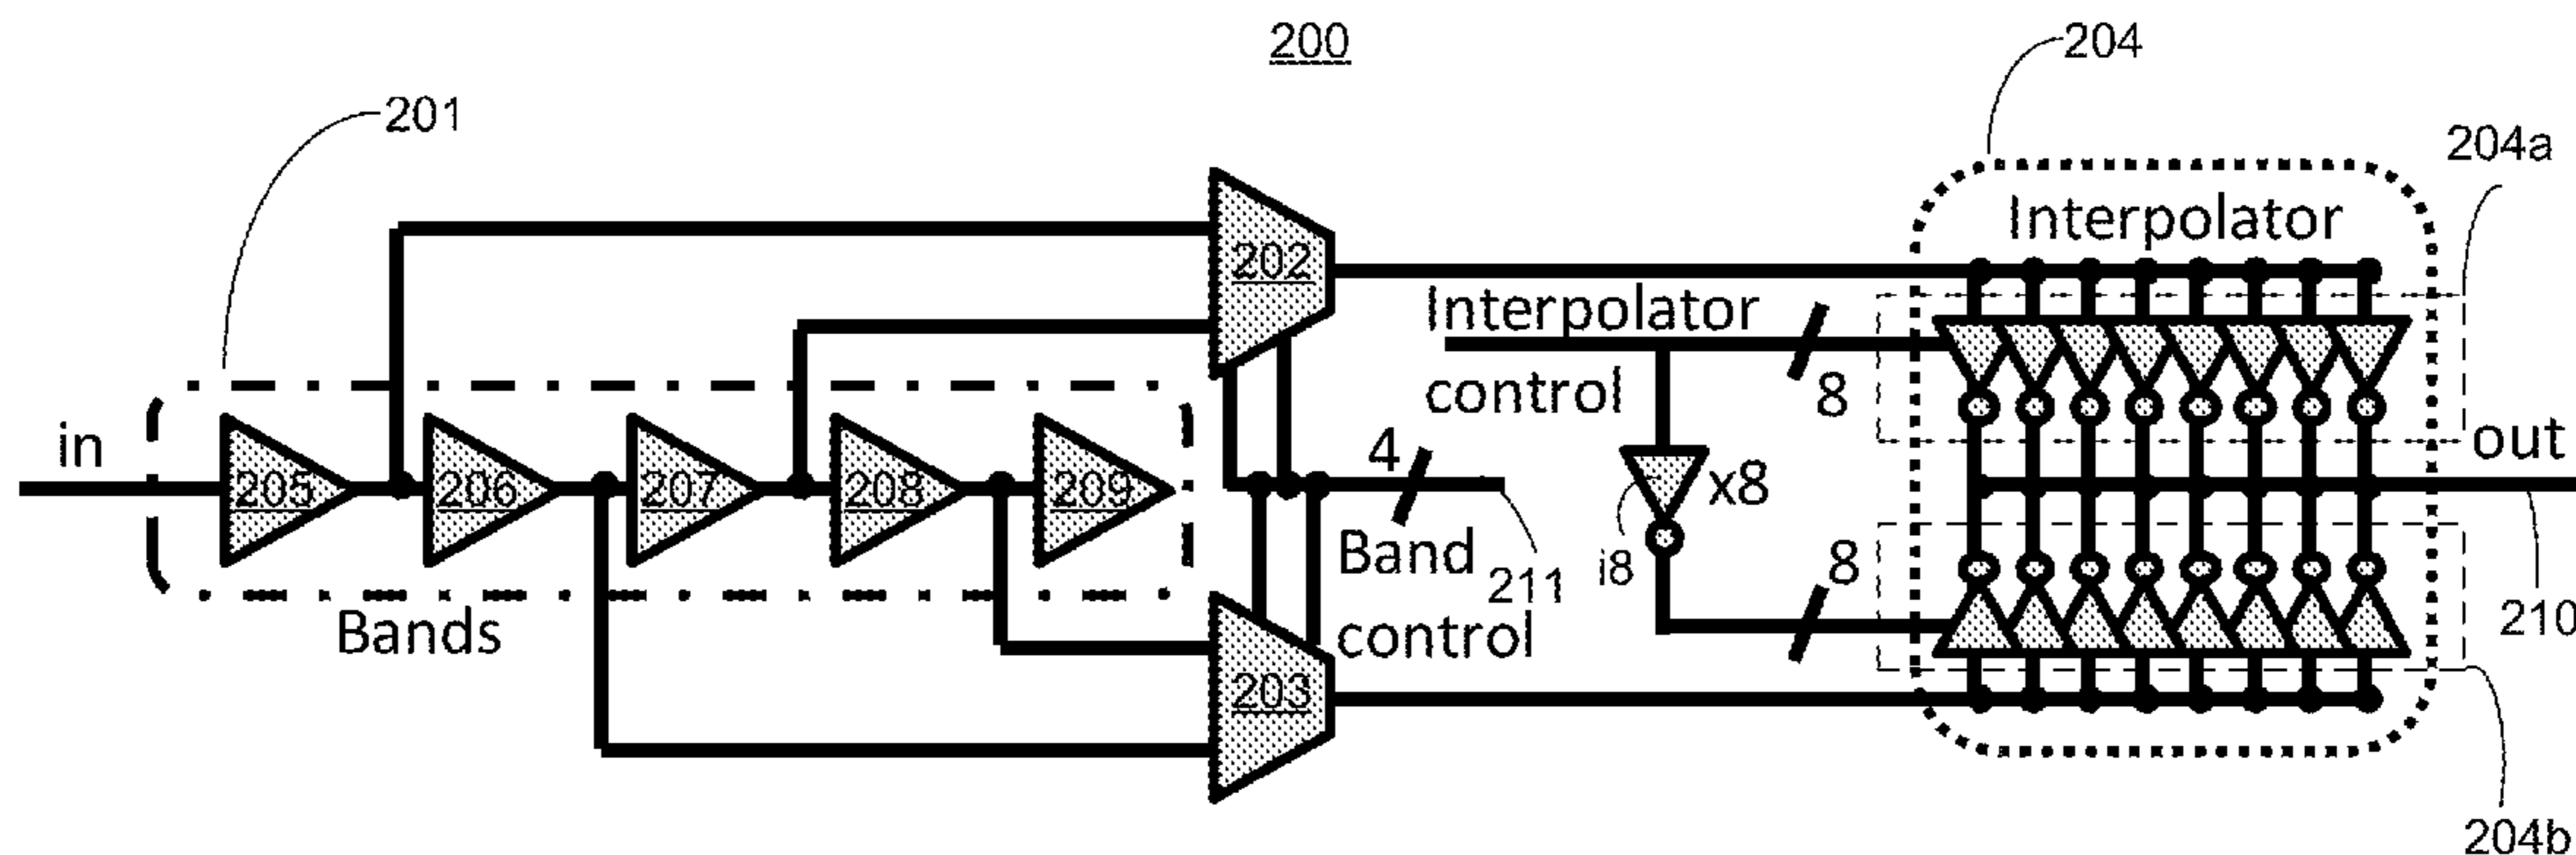 200
204
201
204a
Interpolator
202
Interpolator
control
8
in
205
206
207
208
209
4
x8
out
Band
211
i8
8
210
Bands
control
203
204b